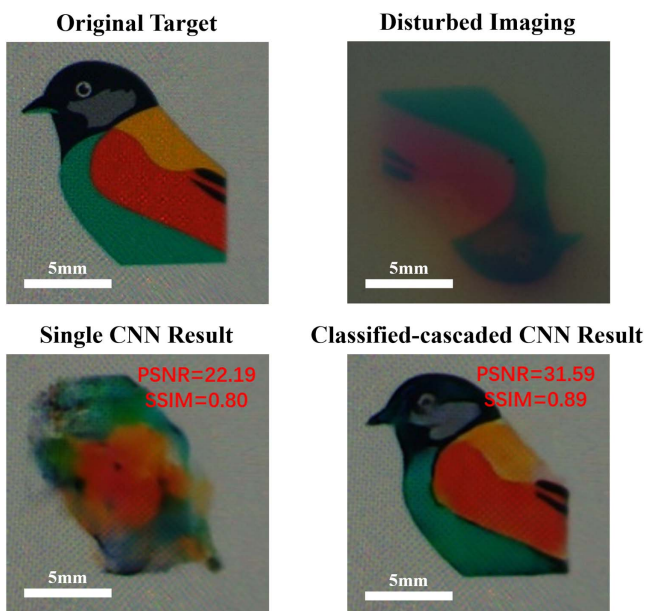 Original Target
Disturbed Imaging
5mm
5mm
Single CNN Result
Classified-cascaded CNN Result
PSNR=22.19
SSIM=0.80
PSNR=31.59
SSIM=0.89
5mm
5mm